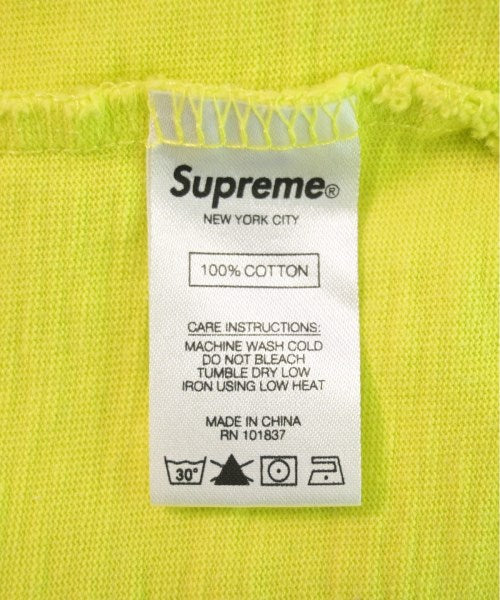 Supreme®
NEW YORK CITY
100% COTTON
CARE INSTRUCTIONS:
MACHINE WASH COLD
DO NOT BLEACH
TUMBLE DRY LOW
IRON USING LOW HEAT
MADE IN CHINA
RN 101837
30°